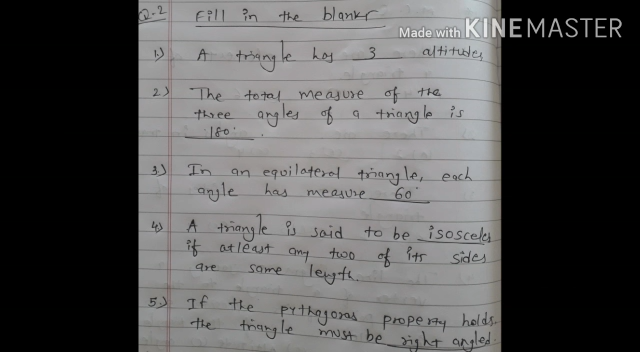 Made with KINEMASTER
Q.2 Fill in the blanks
1.) A triangle has 3 altitudes
2.) The total measure of the
three angles of a triangle is
180°.
3.) In an equilateral triangle, each
angle has measure 60°
4.) A triangle is said to be isosceles
if atleast any two of its sides
are same length.
5.) If the pythagoras property holds,
the triangle must be right angled.